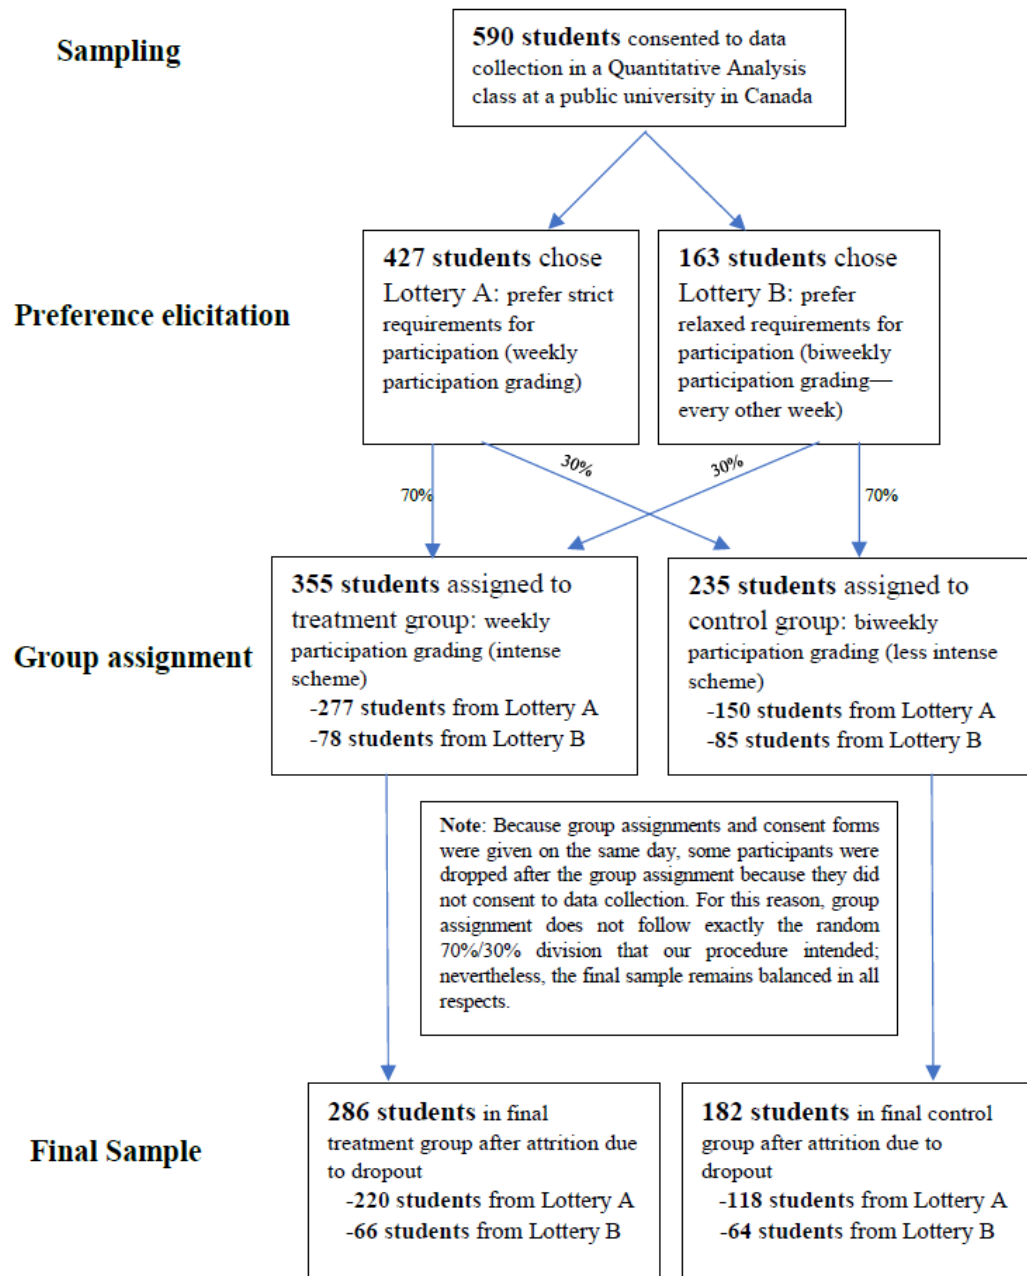 Sampling
590 students consented to data
collection in a Quantitative Analysis
class at a public university in Canada
Preference elicitation
427 students chose
Lottery A: prefer strict
requirements for
participation (weekly
participation grading)
163 students chose
Lottery B: prefer
relaxed requirements for
participation (biweekly
participation grading—
every other week)
70%
30%
30%
70%
Group assignment
355 students assigned to
treatment group: weekly
participation grading (intense
scheme)
-277 students from Lottery A
-78 students from Lottery B
235 students assigned to
control group: biweekly
participation grading (less intense
scheme)
-150 students from Lottery A
-85 students from Lottery B
Note: Because group assignments and consent forms
were given on the same day, some participants were
dropped after the group assignment because they did
not consent to data collection. For this reason, group
assignment does not follow exactly the random
70%/30% division that our procedure intended;
nevertheless, the final sample remains balanced in all
respects.
Final Sample
286 students in final
treatment group after attrition due
to dropout
-220 students from Lottery A
-66 students from Lottery B
182 students in final control
group after attrition due to
dropout
-118 students from Lottery A
-64 students from Lottery B